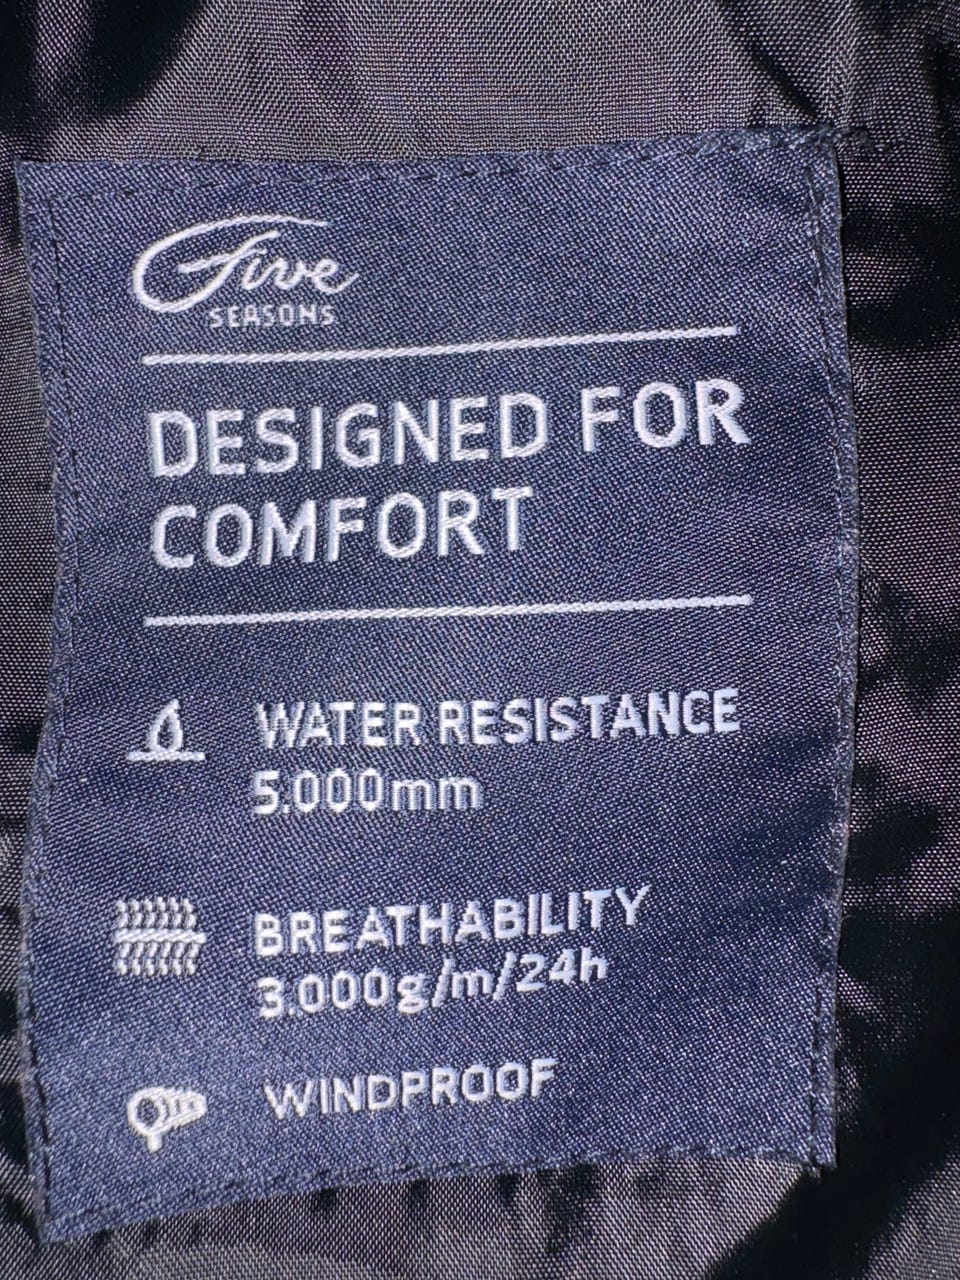 Five
SEASONS
DESIGNED FOR
COMFORT
WATER RESISTANCE
5.000mm
BREATHABILITY
3.000g/m/24h
WINDPROOF